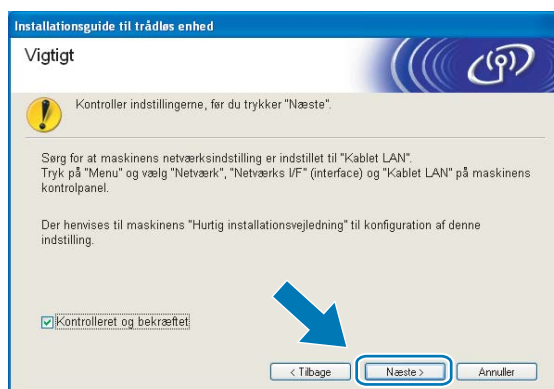 Installationsguide til trådløs enhed
Vigtigt
Kontroller indstillingerne, før du trykker "Næste".
Sørg for at maskinens netværksindstilling er indstillet til "Kablet LAN".
Tryk på "Menu" og vælg "Netværk", "Netværks I/F" (interface) og "Kablet LAN" på maskinens
kontrolpanel.
Der henvises til maskinens "Hurtig installationsvejledning" til konfiguration af denne
indstilling.
Kontrolleret og bekræftet
< Tilbage
Næste >
Annuller